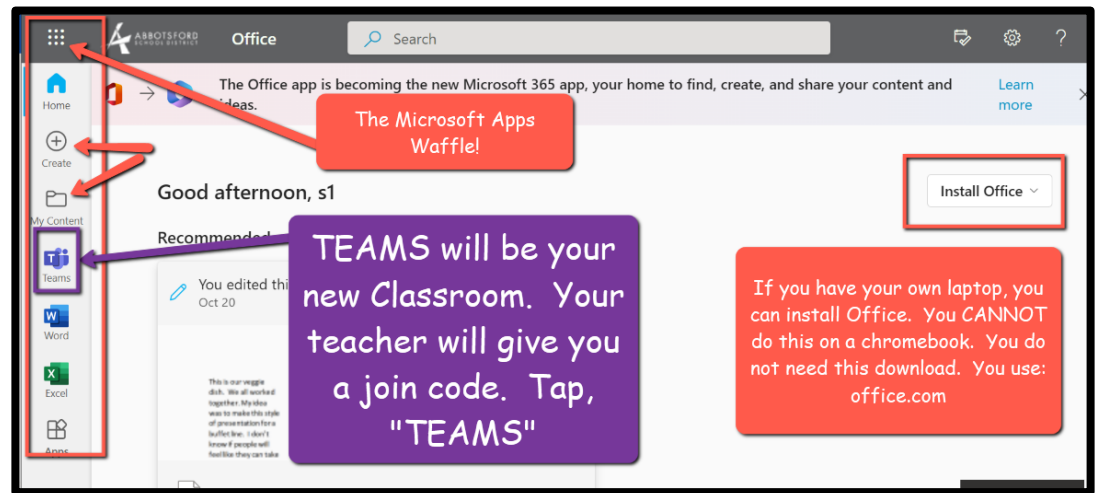 ABBOTSFORD
SCHOOL DISTRICT
Office
Search
Home
Create
My Content
Teams
Word
Excel
Apps
The Office app is becoming the new Microsoft 365 app, your home to find, create, and share your content and
ideas.
Learn
more
The Microsoft Apps
Waffle!
Good afternoon, s1
Install Office
Recommended
You edited thi
Oct 20
This is our veggie
dish. We all worked
together. My idea
was to make this style
of presentation for a
buffet line. I don't
know if people will
feel like they can take
TEAMS will be your
new Classroom. Your
teacher will give you
a join code. Tap,
"TEAMS"
If you have your own laptop, you
can install Office. You CANNOT
do this on a chromebook. You do
not need this download. You use:
office.com